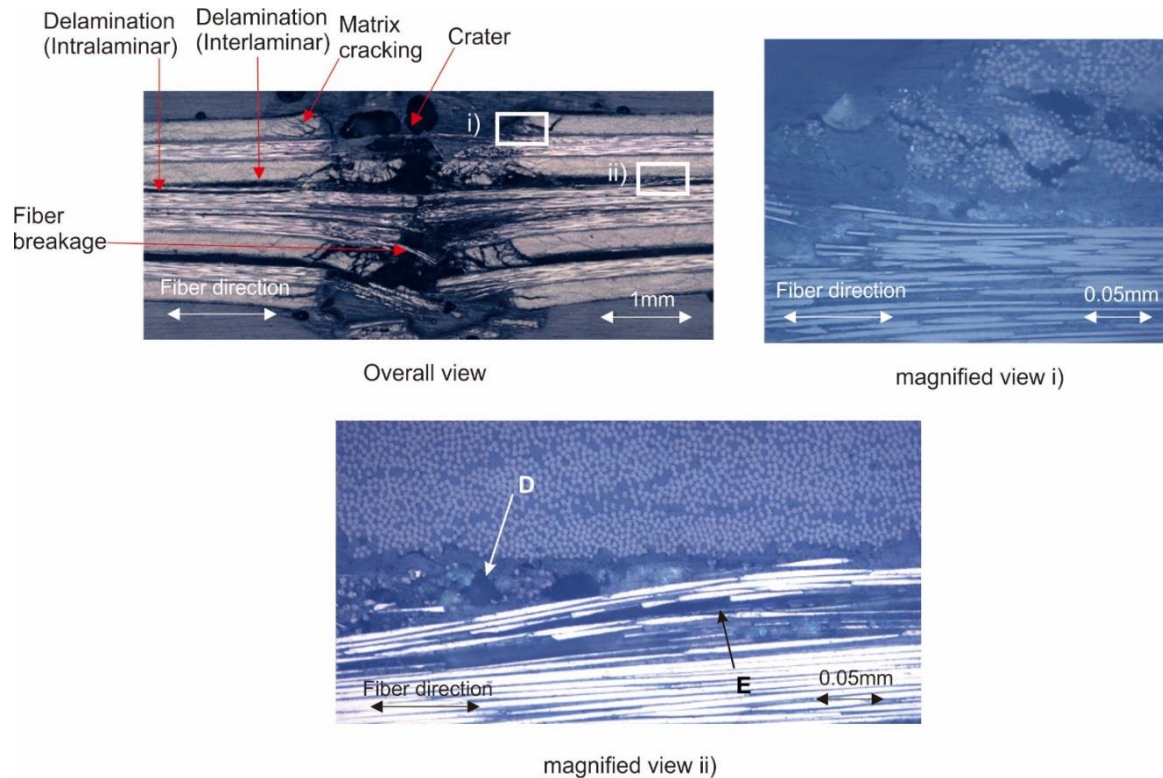 Delamination
(Intralaminar)
Delamination
(Interlaminar)
Matrix
cracking
Crater
i)
ii)
Fiber
breakage
Fiber direction
1mm
Overall view
Fiber direction
0.05mm
magnified view i)
D
E
Fiber direction
0.05mm
magnified view ii)